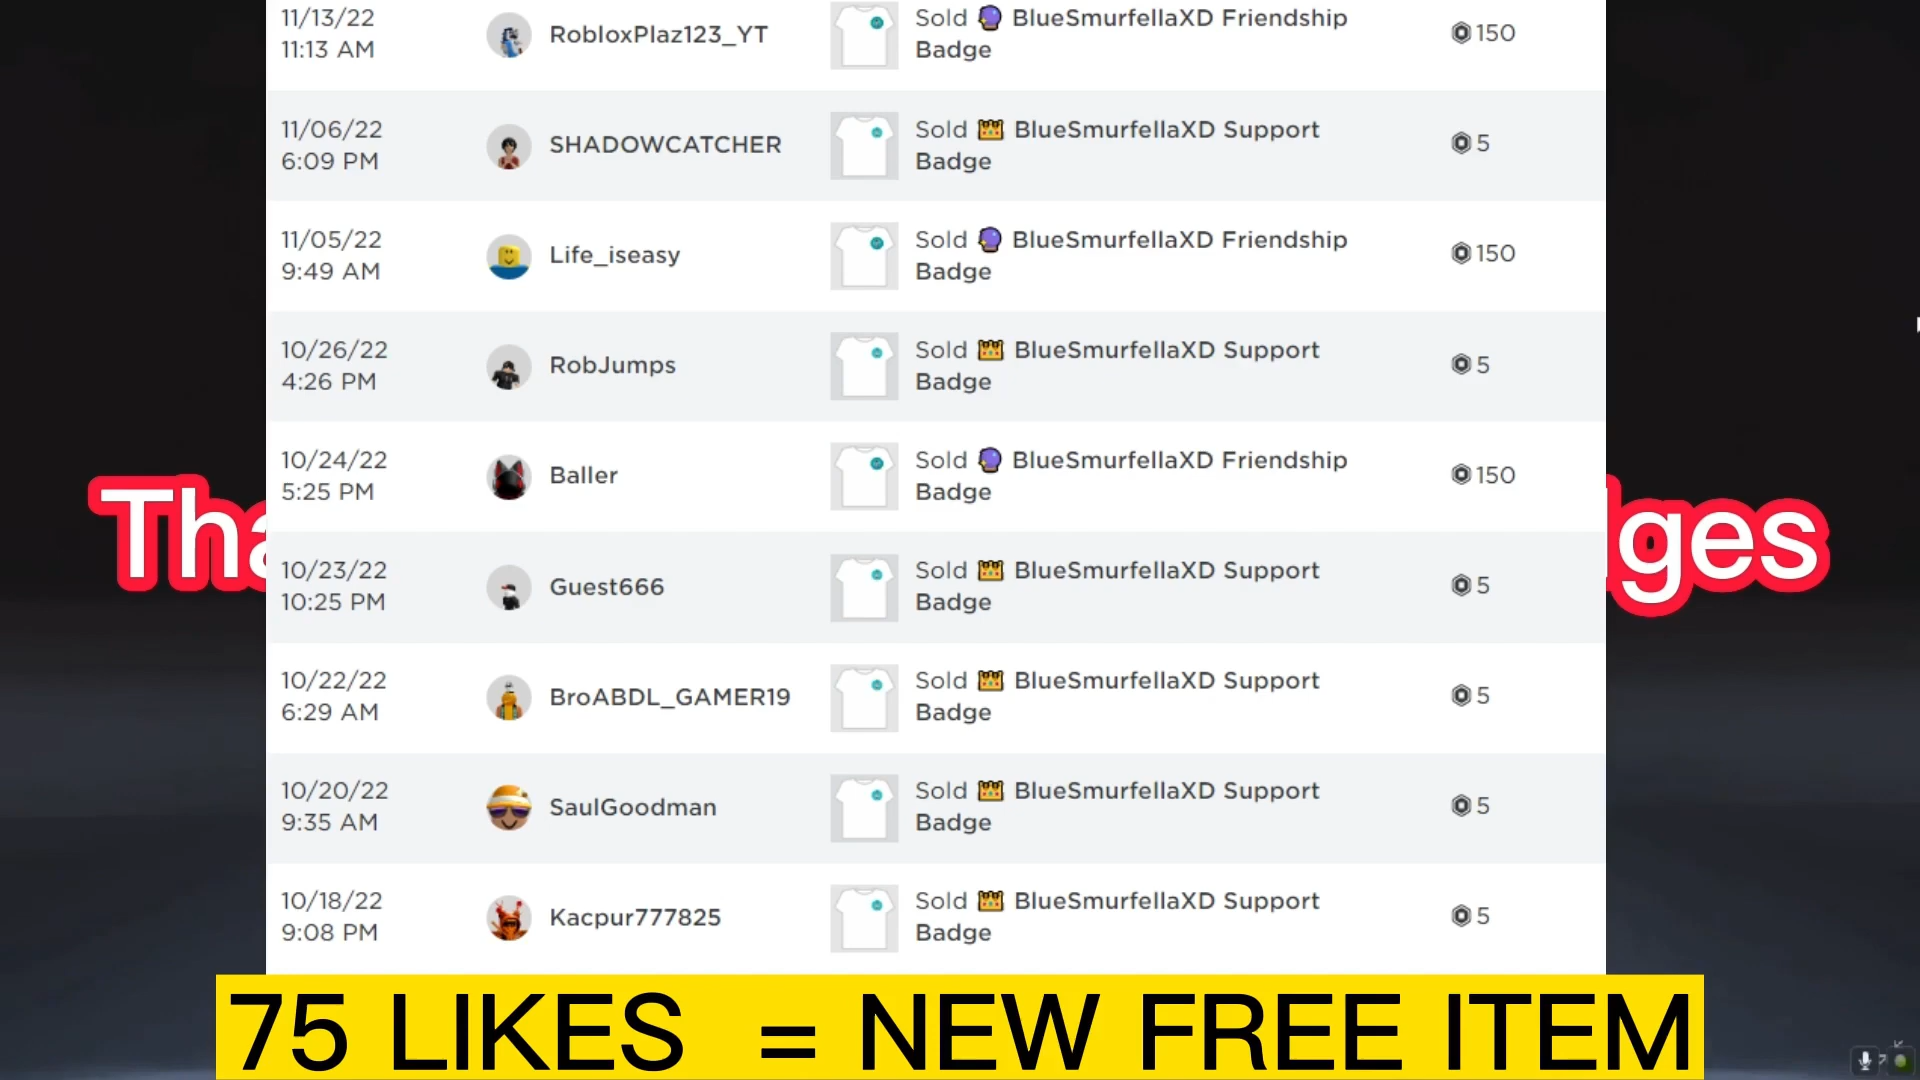 11/13/22
11:13 AM
RobloxPlaz123_YT
Sold 🔮 BlueSmurfellaXD Friendship
Badge
150
11/06/22
6:09 PM
SHADOWCATCHER
Sold 👑 BlueSmurfellaXD Support
Badge
5
11/05/22
9:49 AM
Life_iseasy
Sold 🔮 BlueSmurfellaXD Friendship
Badge
150
10/26/22
4:26 PM
RobJumps
Sold 👑 BlueSmurfellaXD Support
Badge
5
10/24/22
5:25 PM
Baller
Sold 🔮 BlueSmurfellaXD Friendship
Badge
150
10/23/22
10:25 PM
Guest666
Sold 👑 BlueSmurfellaXD Support
Badge
5
10/22/22
6:29 AM
BroABDL_GAMER19
Sold 👑 BlueSmurfellaXD Support
Badge
5
10/20/22
9:35 AM
SaulGoodman
Sold 👑 BlueSmurfellaXD Support
Badge
5
10/18/22
9:08 PM
Kacpur777825
Sold 👑 BlueSmurfellaXD Support
Badge
5
75 LIKES = NEW FREE ITEM